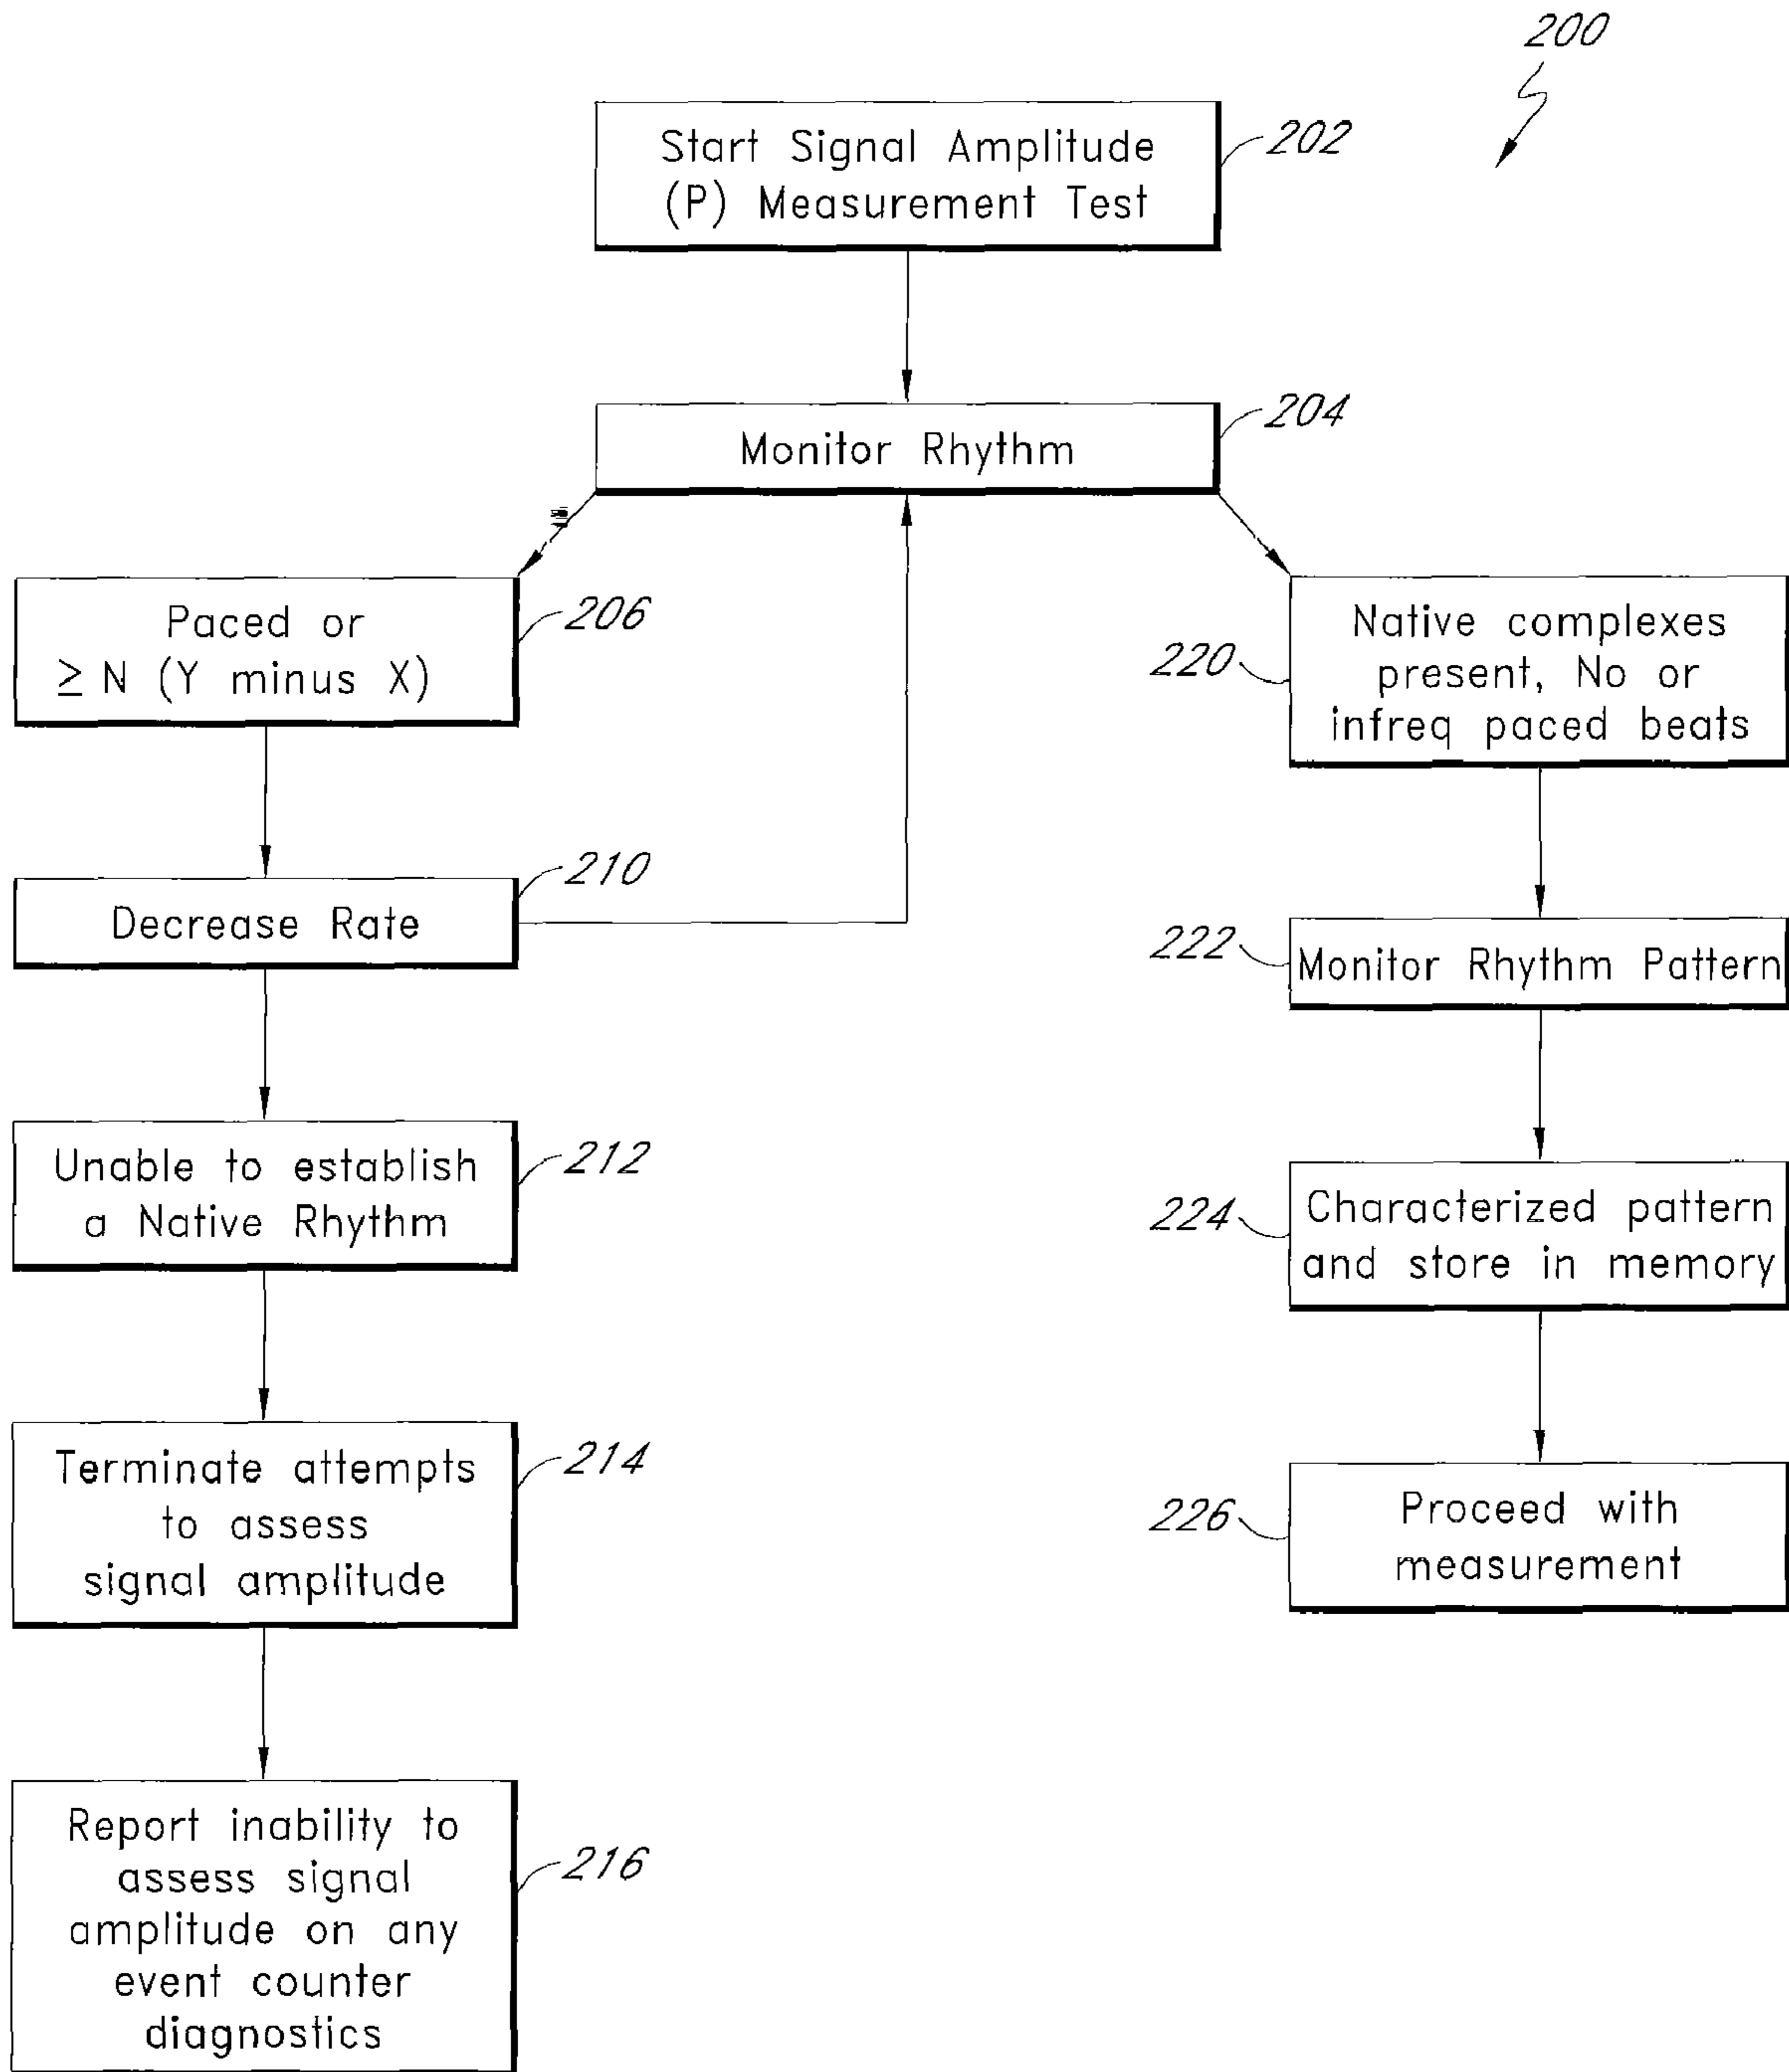 200
Start Signal Amplitude
(P) Measurement Test
202
Monitor Rhythm
204
Paced or
≥ N (Y minus X)
206
Decrease Rate
210
Unable to establish
a Native Rhythm
212
Terminate attempts
to assess
signal amplitude
214
Report inability to
assess signal
amplitude on any
event counter
diagnostics
216
Native complexes
present, No or
infreq paced beats
220
Monitor Rhythm Pattern
222
Characterized pattern
and store in memory
224
Proceed with
measurement
226